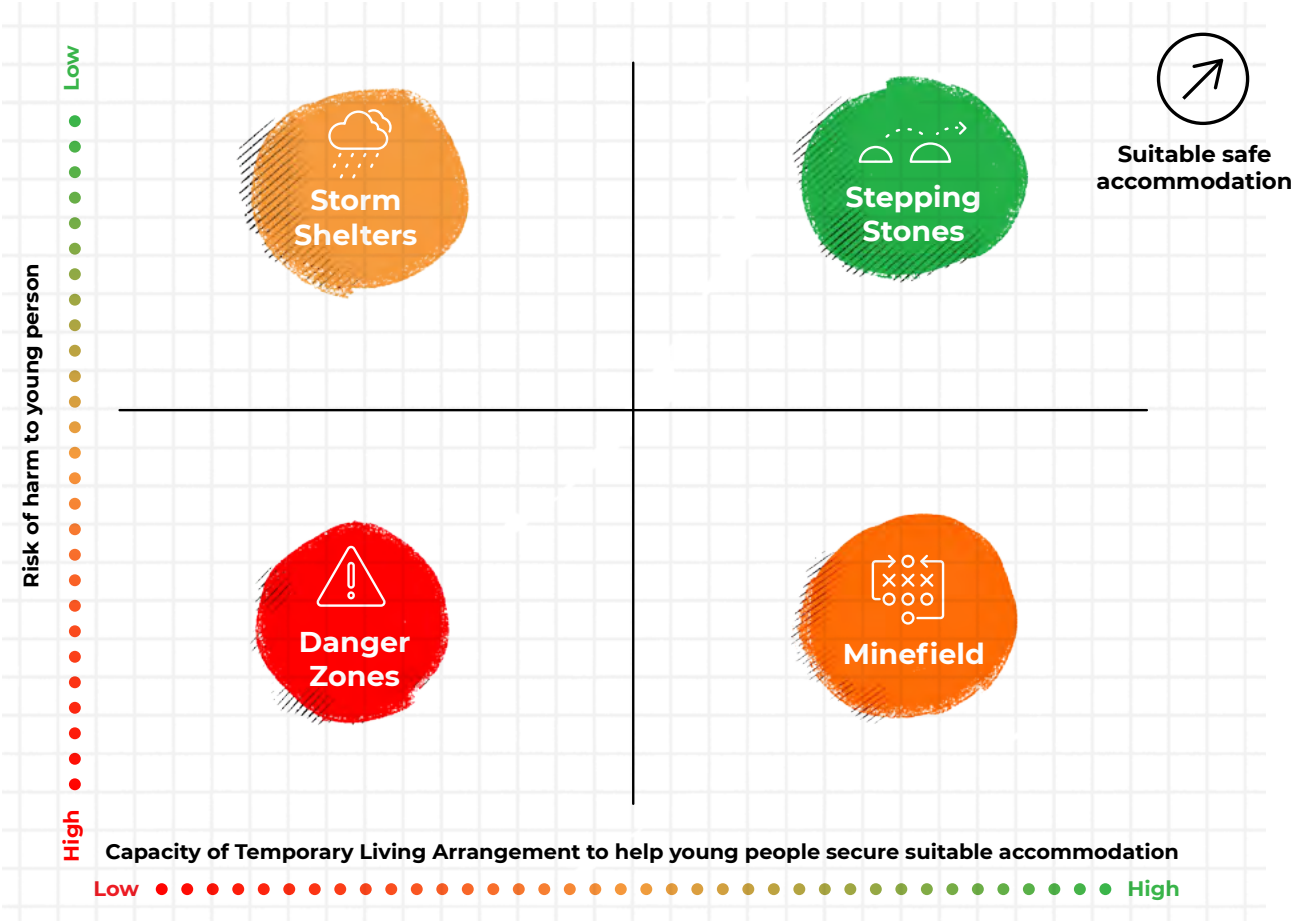 Low
Suitable safe
accommodation
Storm
Shelters
Stepping
Stones
Risk of harm to young person
Danger
Zones
Minefield
High
Capacity of Temporary Living Arrangement to help young people secure suitable accommodation
Low
High